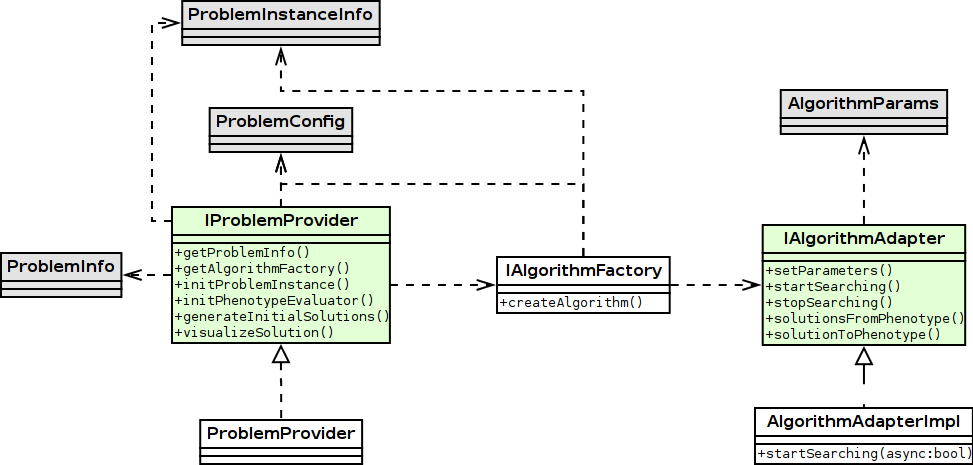 ProblemInstanceInfo
ProblemConfig
AlgorithmParams
IProblemProvider
+getProblemInfo()
+getAlgorithmFactory()
+initProblemInstance()
+initPhenotypeEvaluator()
+generateInitialSolutions()
+visualizeSolution()
ProblemInfo
IAlgorithmFactory
+createAlgorithm()
IAlgorithmAdapter
+setParameters()
+startSearching()
+stopSearching()
+solutionsFromPhenotype()
+solutionToPhenotype()
ProblemProvider
AlgorithmAdapterImpl
+startSearching(async:bool)